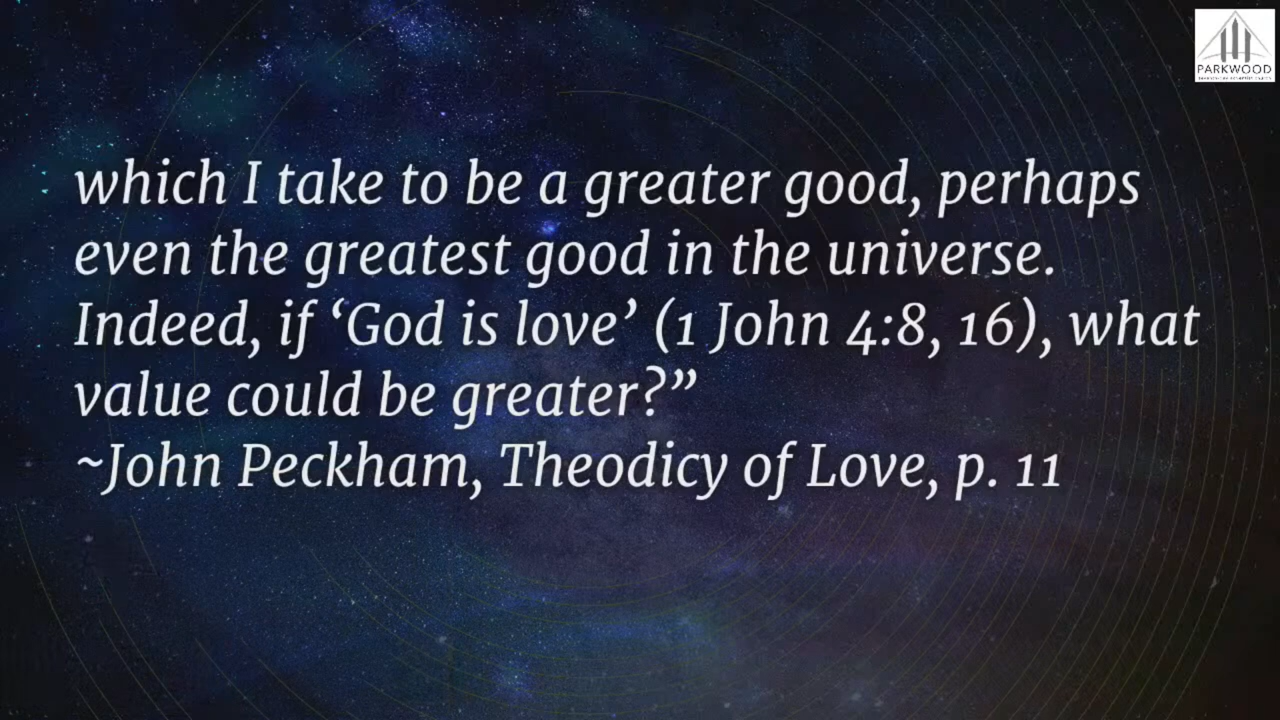 PARKWOOD
which I take to be a greater good, perhaps
even the greatest good in the universe.
Indeed, if ‘God is love’ (1 John 4:8, 16), what
value could be greater?”
~John Peckham, Theodicy of Love, p. 11